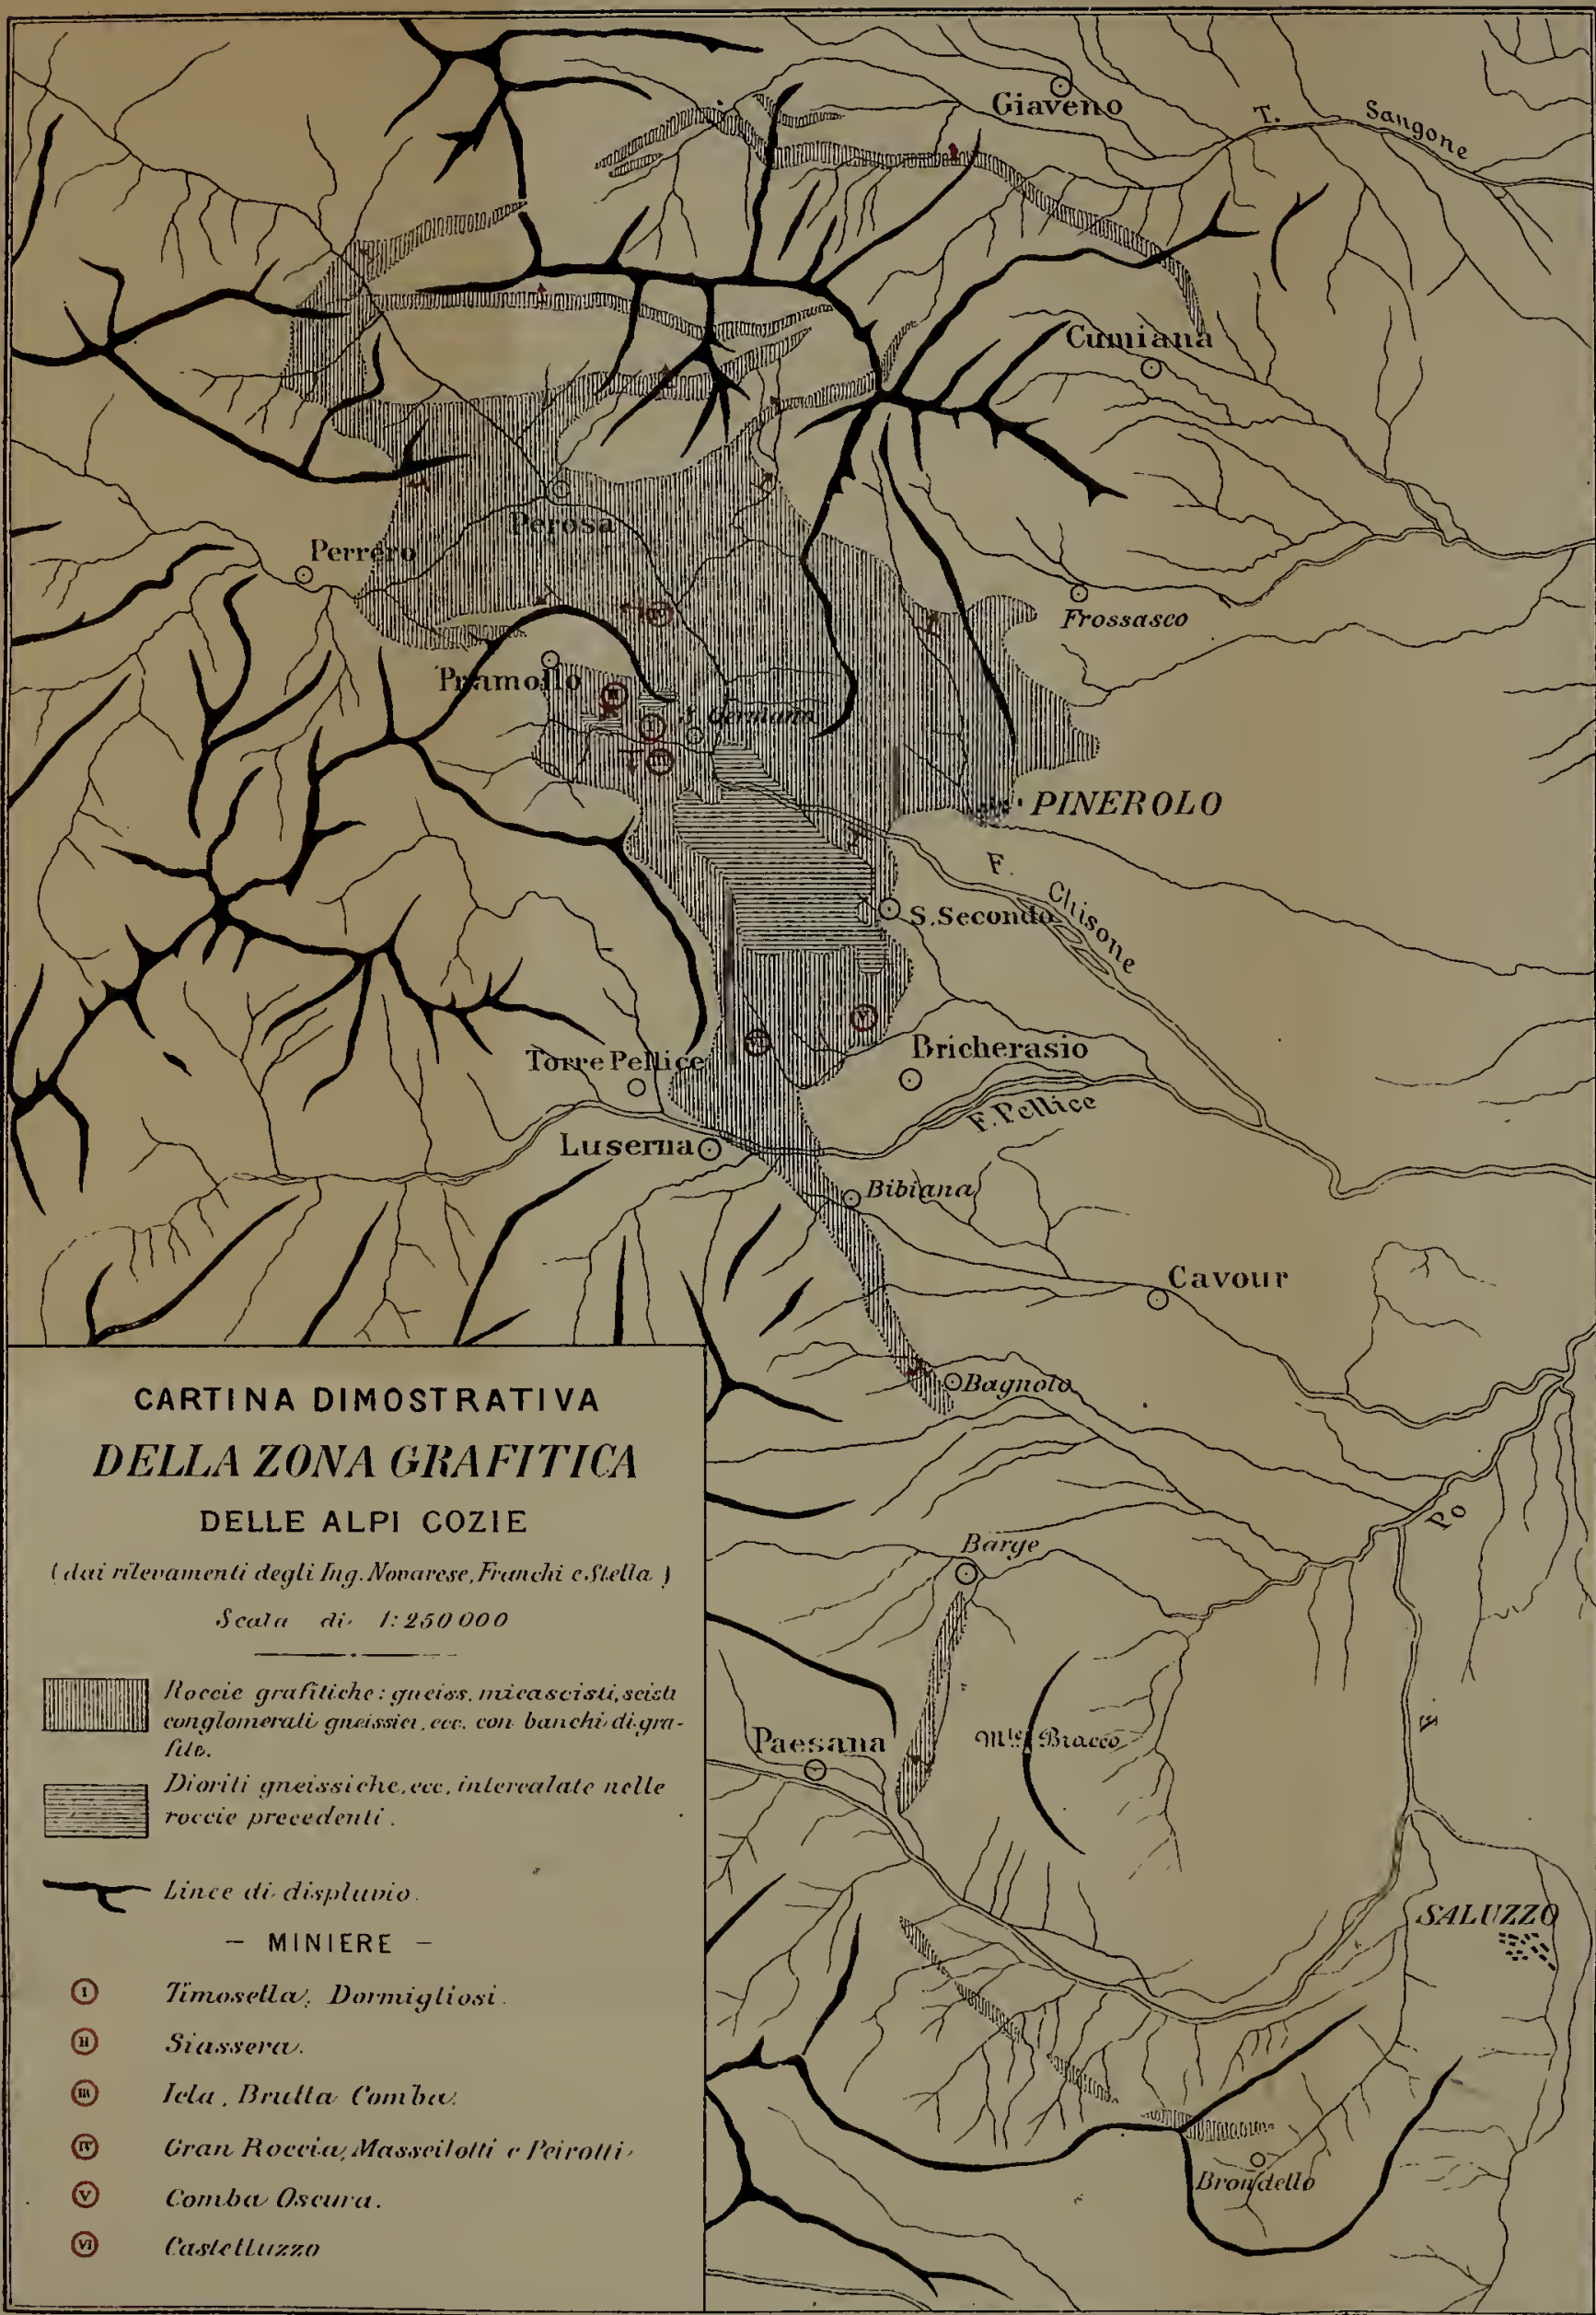 Giaveno
T. Sangone
Cumiana
Perosa
Perrero
Frossasco
Pramollo
S. Germano
PINEROLO
F. Chisone
S. Secondo
Torre Pellice
Bricherasio
F. Pellice
Luserna
Bibiana
Cavour
Bagnolo
Po
Barge
Paesana
Mte. Bracco
F.
SALUZZO
Brondello
CARTINA DIMOSTRATIVA
DELLA ZONA GRAFITICA
DELLE ALPI COZIE
(dai rilevamenti degli Ing. Novarese, Franchi e Stella)
Scala di 1:250000
Roccie grafitiche: gneiss, micascisti, scisti
conglomerati gneissici, ecc. con banchi di gra-
fite.
Dioriti gneissiche, ecc, intercalate nelle
roccie precedenti.
Linee di displuvio.
– MINIERE –
I Timosella, Dormigliosi.
II Siassera.
III Icla, Brutta Comba.
IV Gran Roccia, Masseilotti e Peirotti
V Comba Oscura.
VI Castelluzzo